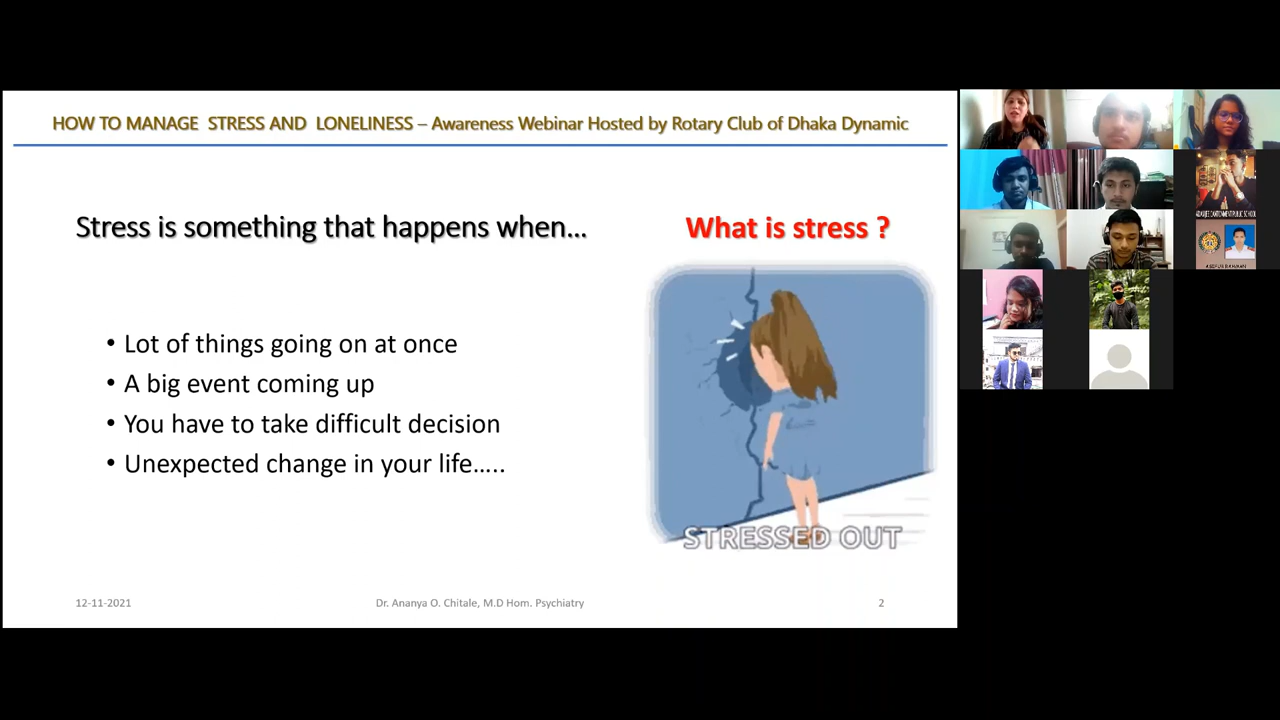 HOW TO MANAGE STRESS AND LONELINESS – Awareness Webinar Hosted by Rotary Club of Dhaka Dynamic
Stress is something that happens when...
What is stress ?
• Lot of things going on at once
• A big event coming up
• You have to take difficult decision
• Unexpected change in your life.....
STRESSED OUT
12-11-2021
Dr. Ananya O. Chitale, M.D Hom. Psychiatry
2
CANTONMENT PUBLIC SCHOOL